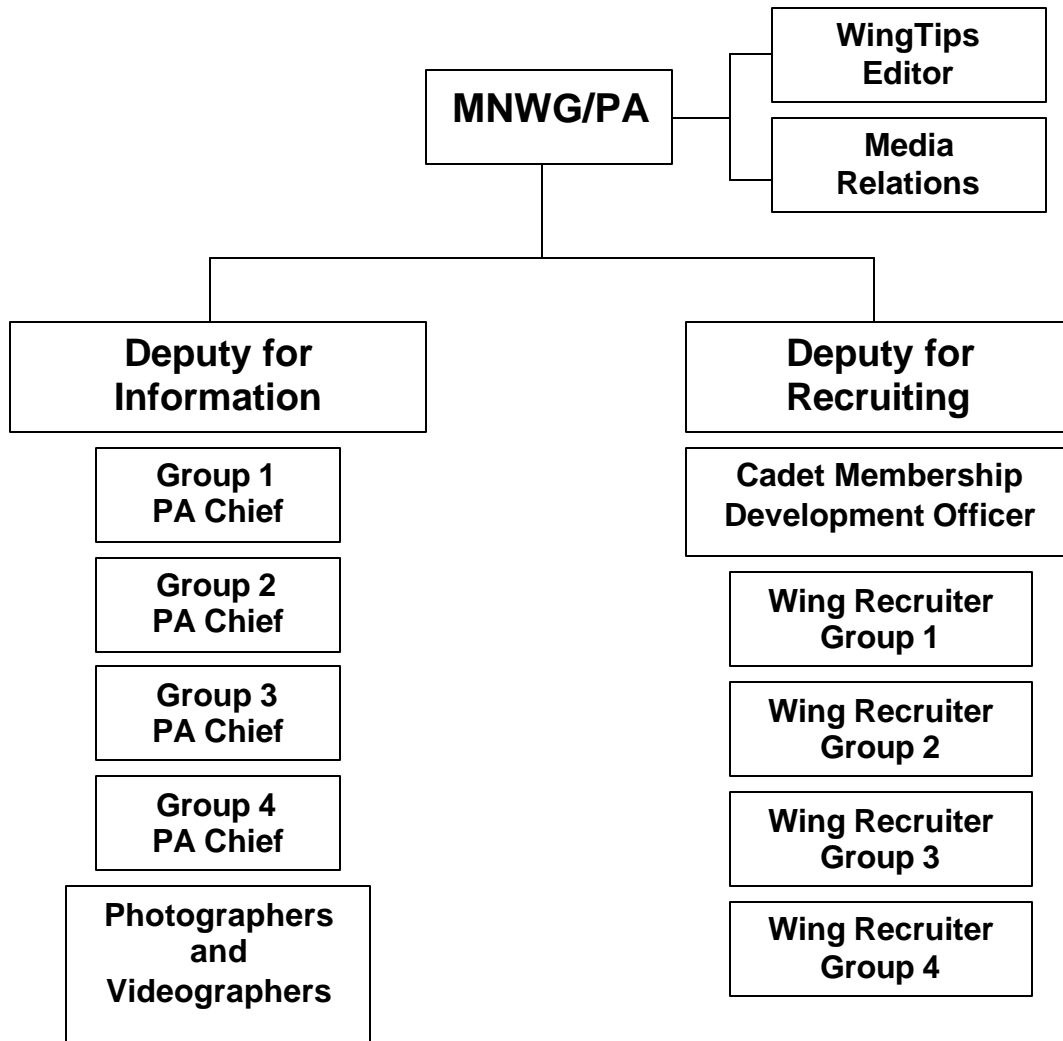 WingTips
Editor
MNWG/PA
Media
Relations
Deputy for
Information
Group 1
PA Chief
Group 2
PA Chief
Group 3
PA Chief
Group 4
PA Chief
Photographers
and
Videographers
Deputy for
Recruiting
Cadet Membership
Development Officer
Wing Recruiter
Group 1
Wing Recruiter
Group 2
Wing Recruiter
Group 3
Wing Recruiter
Group 4